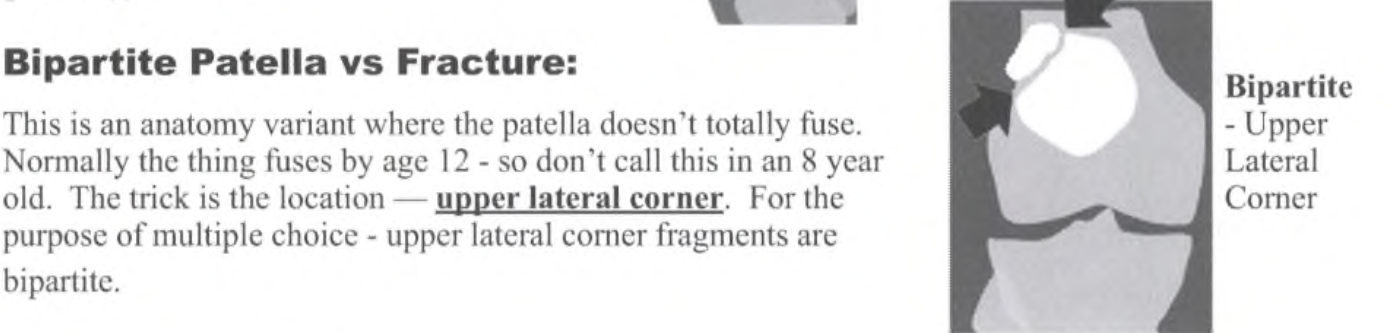 Bipartite Patella vs Fracture:
This is an anatomy variant where the patella doesn't totally fuse.
Normally the thing fuses by age 12 - so don't call this in an 8 year
old. The trick is the location — upper lateral corner. For the
purpose of multiple choice - upper lateral corner fragments are
bipartite.
Bipartite
- Upper
Lateral
Corner